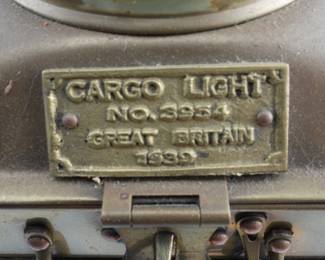 CARGO LIGHT
NO. 3954
GREAT BRITAIN
1939